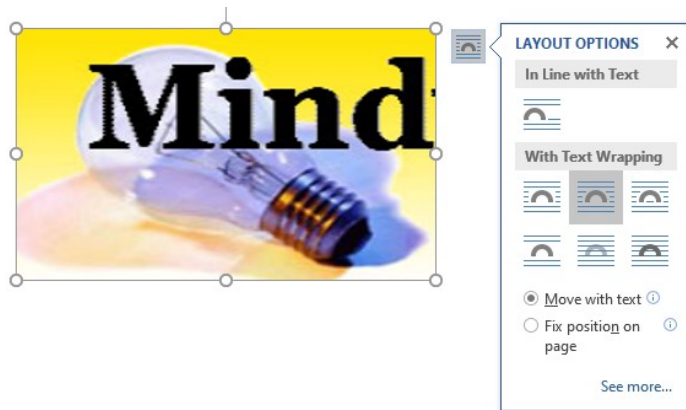 Mind
LAYOUT OPTIONS
In Line with Text
With Text Wrapping
Move with text
Fix position on
page
See more...